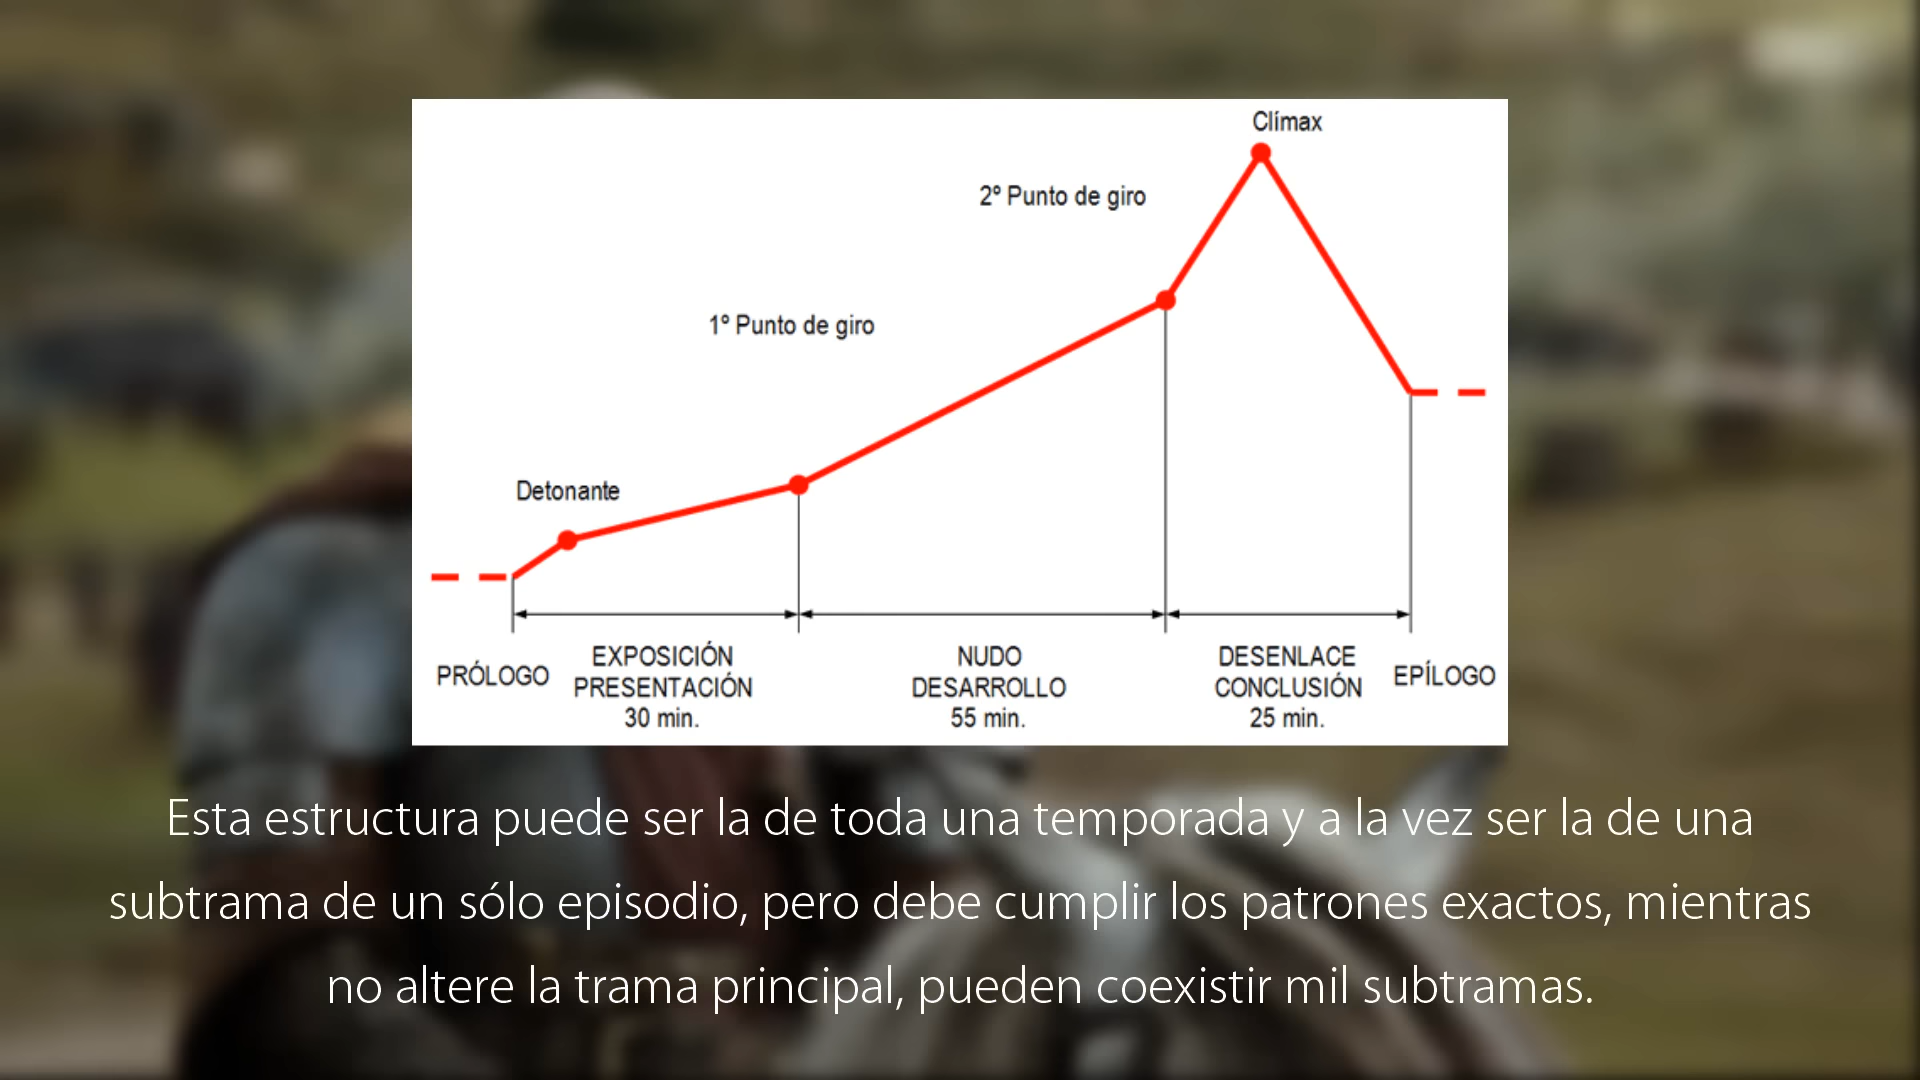 Clímax
2º Punto de giro
1º Punto de giro
Detonante
PRÓLOGO
EXPOSICIÓN
PRESENTACIÓN
30 min.
NUDO
DESARROLLO
55 min.
DESENLACE
CONCLUSIÓN
25 min.
EPÍLOGO
Esta estructura puede ser la de toda una temporada y a la vez ser la de una
subtrama de un sólo episodio, pero debe cumplir los patrones exactos, mientras
no altere la trama principal, pueden coexistir mil subtramas.